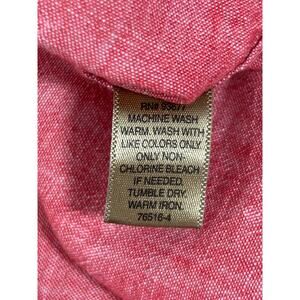 RN# 93677
MACHINE WASH
WARM. WASH WITH
LIKE COLORS ONLY
ONLY NON-
CHLORINE BLEACH
IF NEEDED.
TUMBLE DRY.
WARM IRON.
76516-4